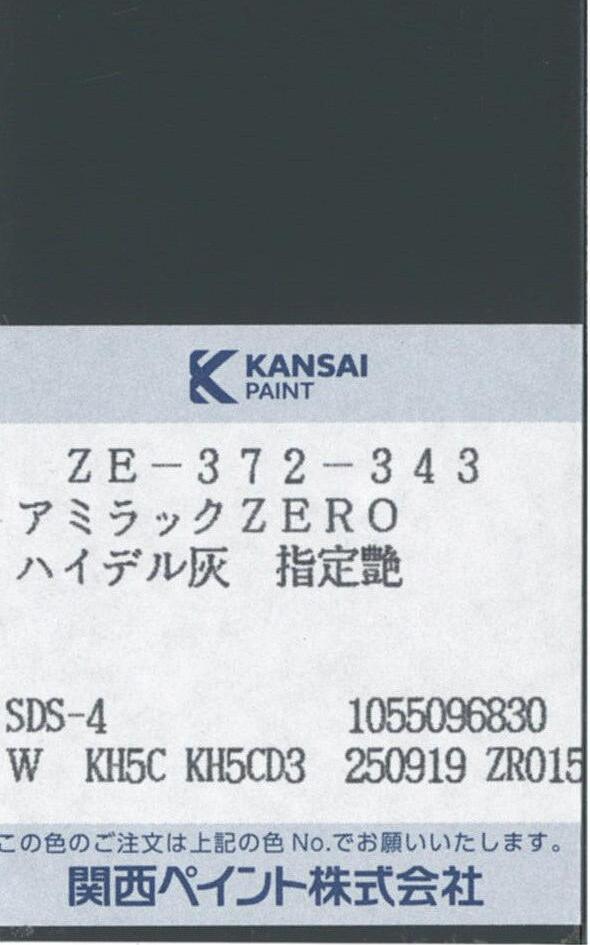 KANSAI
PAINT
ZE-372-343
アミラックZERO
ハイデル灰　指定艶
SDS-4 1055096830
W KH5C KH5CD3 250919 ZR015
この色のご注文は上記の色 No.でお願いいたします。
関西ペイント株式会社